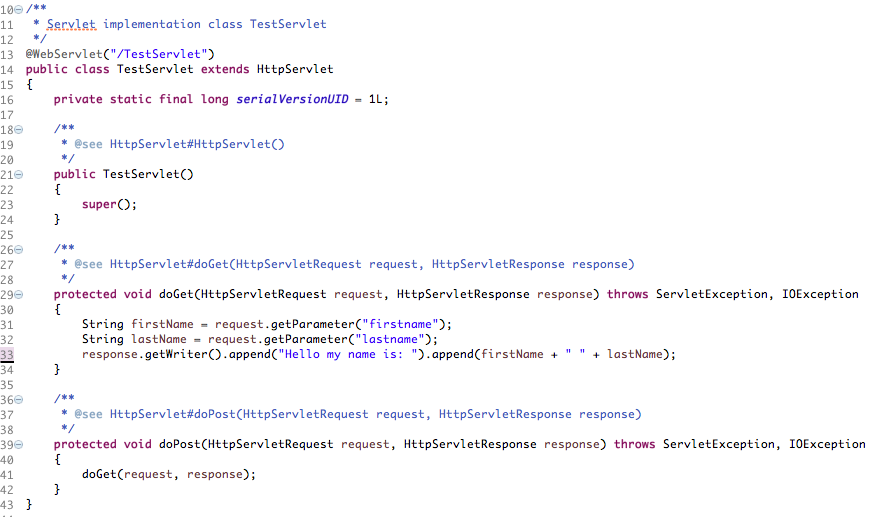 10 /**
11  * Servlet implementation class TestServlet
12  */
13 @WebServlet("/TestServlet")
14 public class TestServlet extends HttpServlet
15 {
16     private static final long serialVersionUID = 1L;
17
18     /**
19      * @see HttpServlet#HttpServlet()
20      */
21     public TestServlet()
22     {
23         super();
24     }
25
26     /**
27      * @see HttpServlet#doGet(HttpServletRequest request, HttpServletResponse response)
28      */
29     protected void doGet(HttpServletRequest request, HttpServletResponse response) throws ServletException, IOException
30     {
31         String firstName = request.getParameter("firstname");
32         String lastName = request.getParameter("lastname");
33         response.getWriter().append("Hello my name is: ").append(firstName + " " + lastName);
34     }
35
36     /**
37      * @see HttpServlet#doPost(HttpServletRequest request, HttpServletResponse response)
38      */
39     protected void doPost(HttpServletRequest request, HttpServletResponse response) throws ServletException, IOException
40     {
41         doGet(request, response);
42     }
43 }